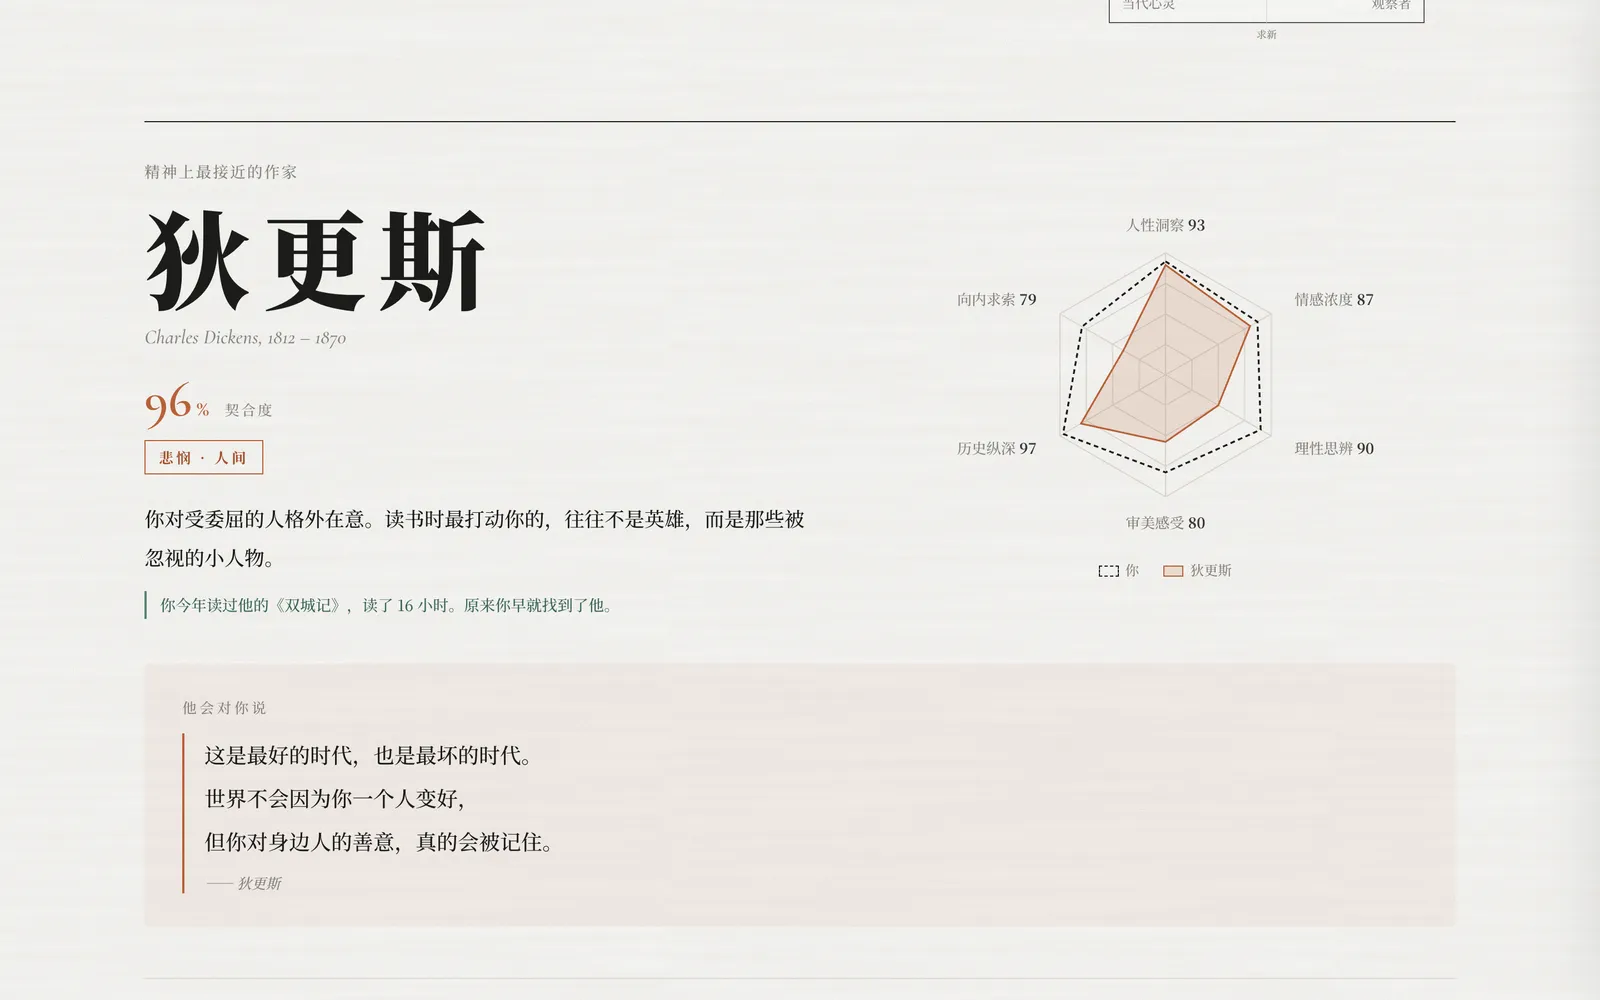 当代心灵
观察者
求新
精神上最接近的作家
狄更斯
Charles Dickens, 1812 – 1870
96% 契合度
悲悯 · 人间
你对受委屈的人格外在意。读书时最打动你的，往往不是英雄，而是那些被
忽视的小人物。
你今年读过他的《双城记》，读了 16 小时。原来你早就找到了他。
人性洞察 93
向内求索 79
情感浓度 87
历史纵深 97
理性思辨 90
审美感受 80
你
狄更斯
他会对你说
这是最好的时代，也是最坏的时代。
世界不会因为你一个人变好，
但你对身边人的善意，真的会被记住。
—— 狄更斯